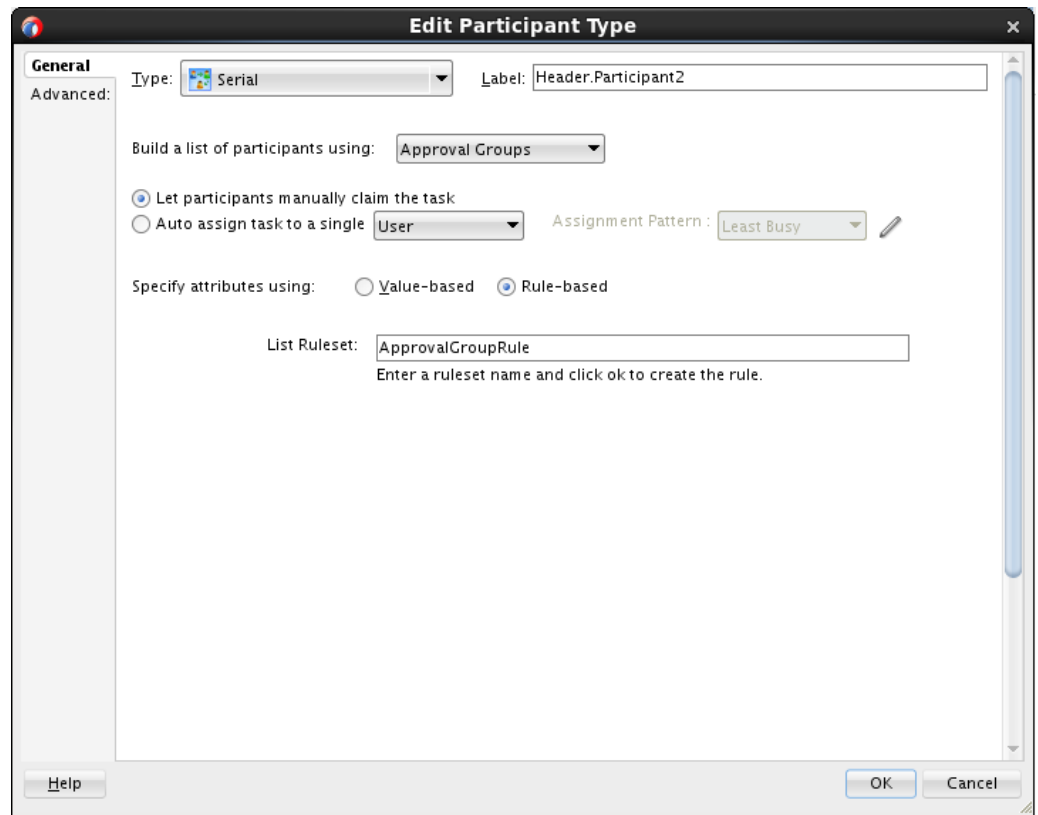 Edit Participant Type
General
Advanced:
Type: Serial Label: Header.Participant2
Build a list of participants using: Approval Groups
Let participants manually claim the task
Auto assign task to a single User Assignment Pattern : Least Busy
Specify attributes using: Value-based Rule-based
List Ruleset: ApprovalGroupRule
Enter a ruleset name and click ok to create the rule.
Help OK Cancel